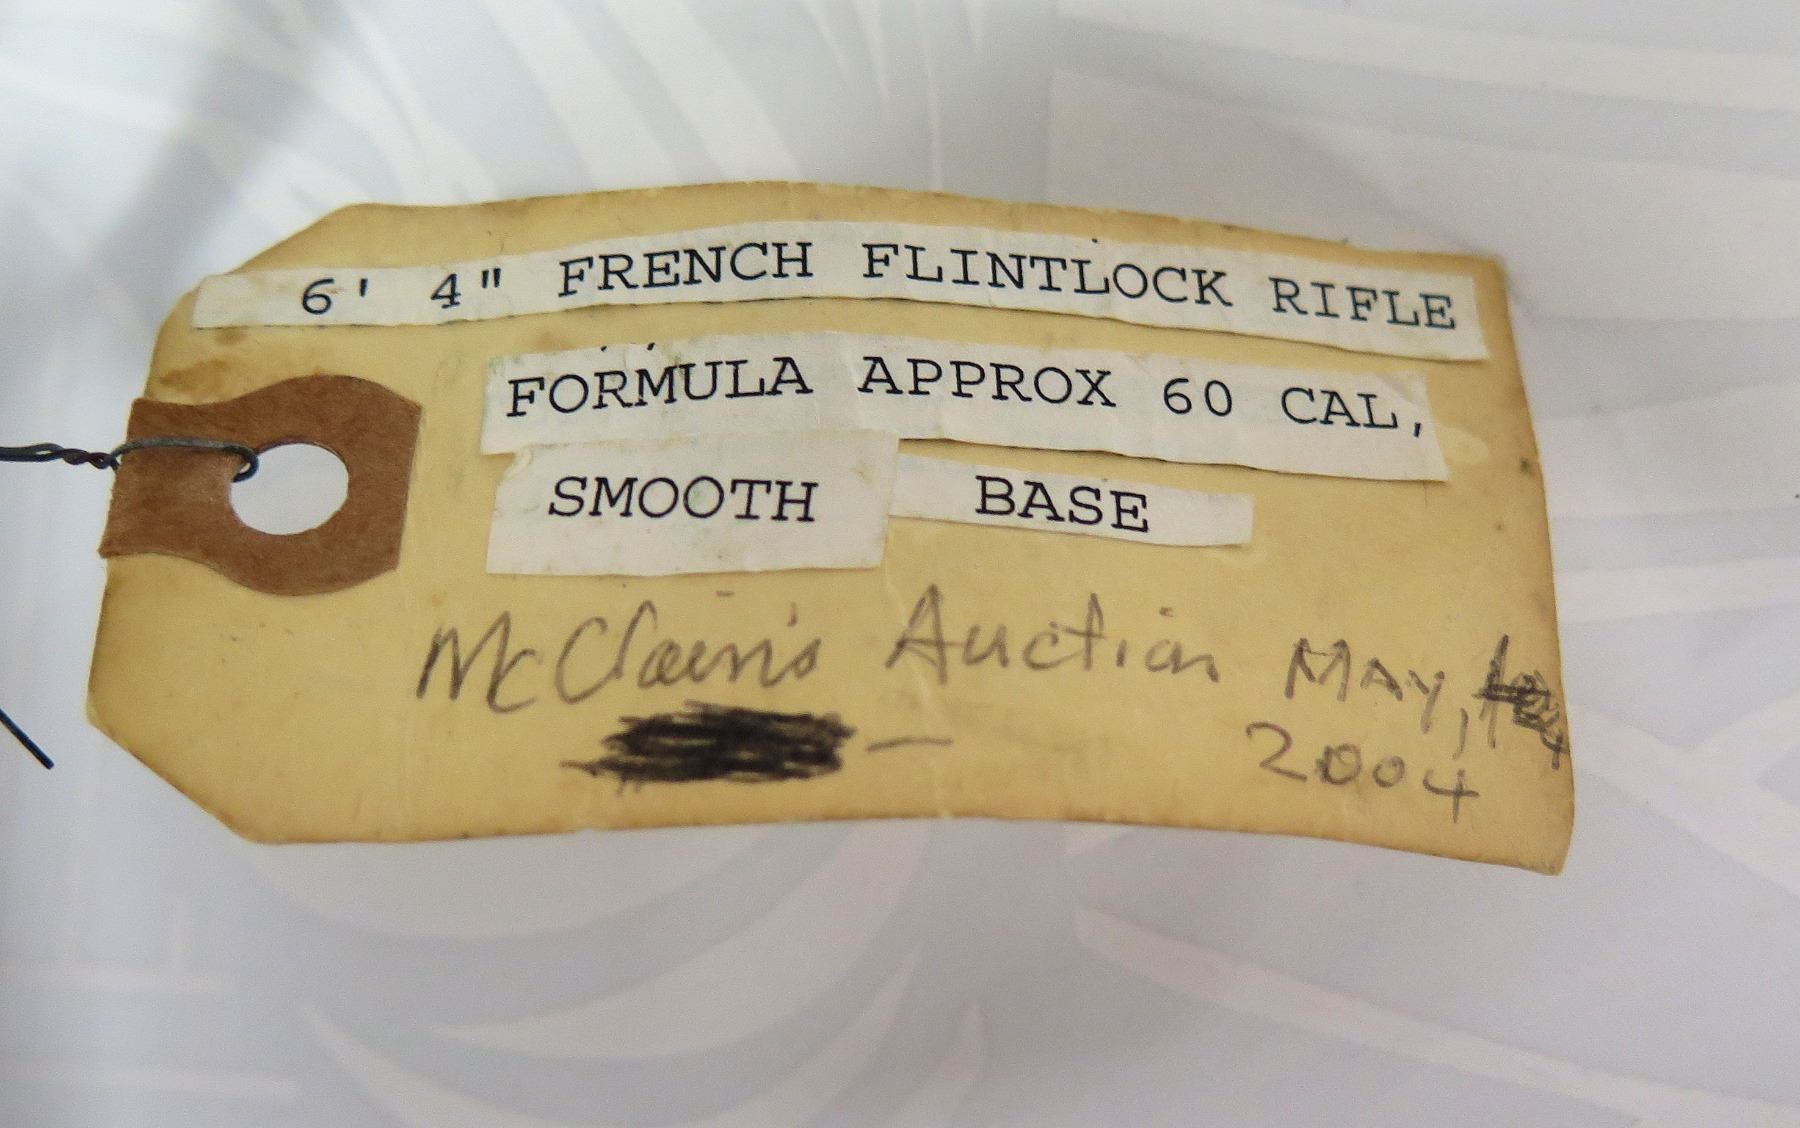 6' 4" FRENCH FLINTLOCK RIFLE
FORMULA APPROX 60 CAL,
SMOOTH BASE
McClain's Auction May,
2004